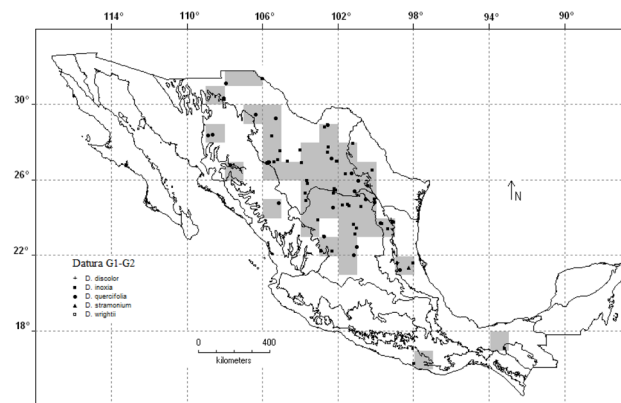 114° 110° 106° 102° 98° 94° 90°
30°
26°
N
22°
18°
Datura G1-G2
D. discolor
D. inoxia
D. quercifolia
D. stramonium
D. wrightii
0 400
kilometers